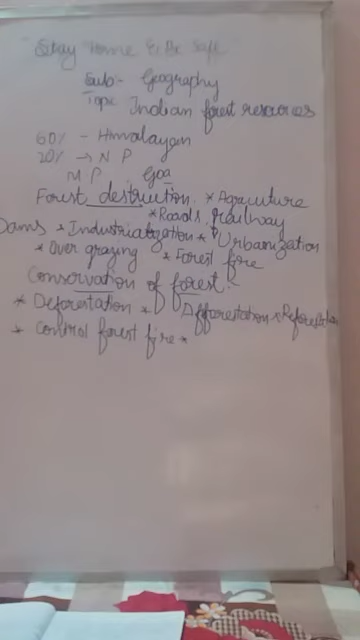 Stay Home & Be Safe
Sub:- Geography
Topic Indian forest resources
60% - Himalayan
20% → N P
M P. Goa
Forest destruction. * Agriculture
* Roads, railway
Dams * Industrialization * Urbanization
* Over grazing * Forest fire
Conservation of forest:-
* Deforestation * Afforestation * Reforestation
* Control forest fire *